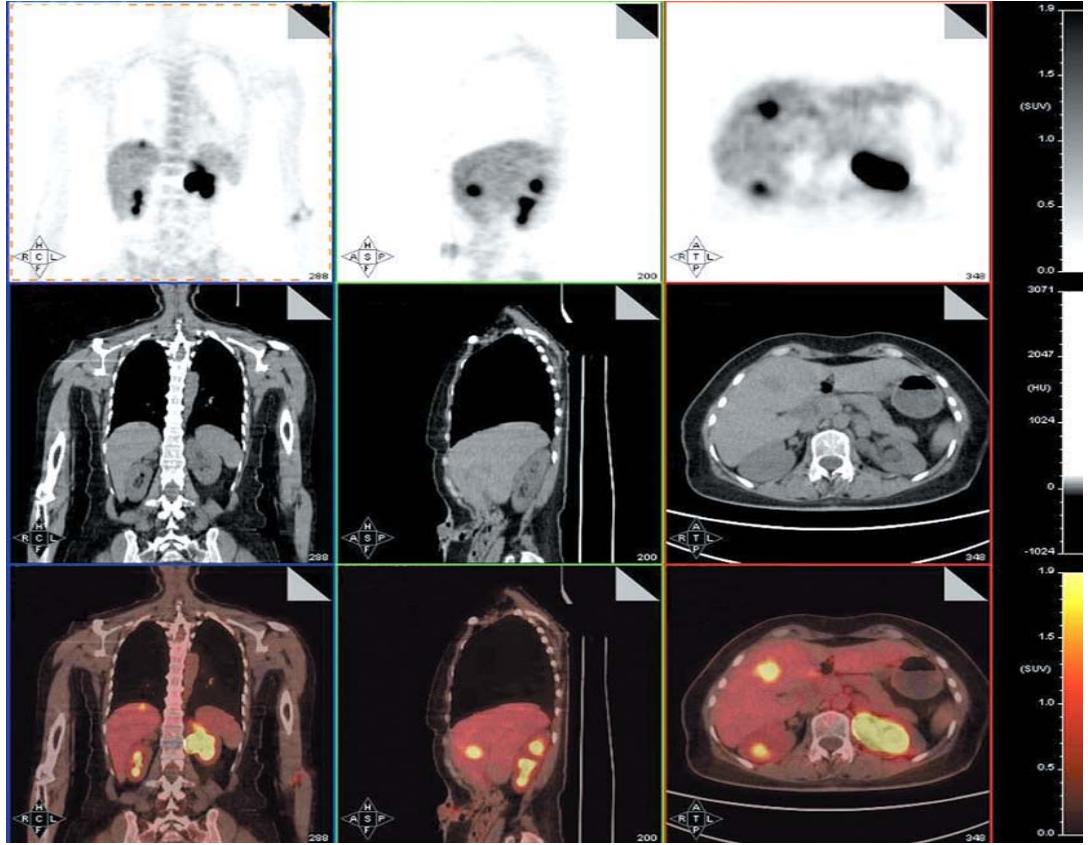 1.9
1.5
(SUV)
1.0
0.5
0.0
H
R C L
F
288
H
A S P
F
200
A
R T L
P
348
3071
2047
(HU)
1024
0
-1024
H
R C L
F
288
H
A S P
F
200
A
R T L
P
348
1.9
1.5
(SUV)
1.0
0.5
0.0
H
R C L
F
288
H
A S P
F
200
A
R T L
P
348